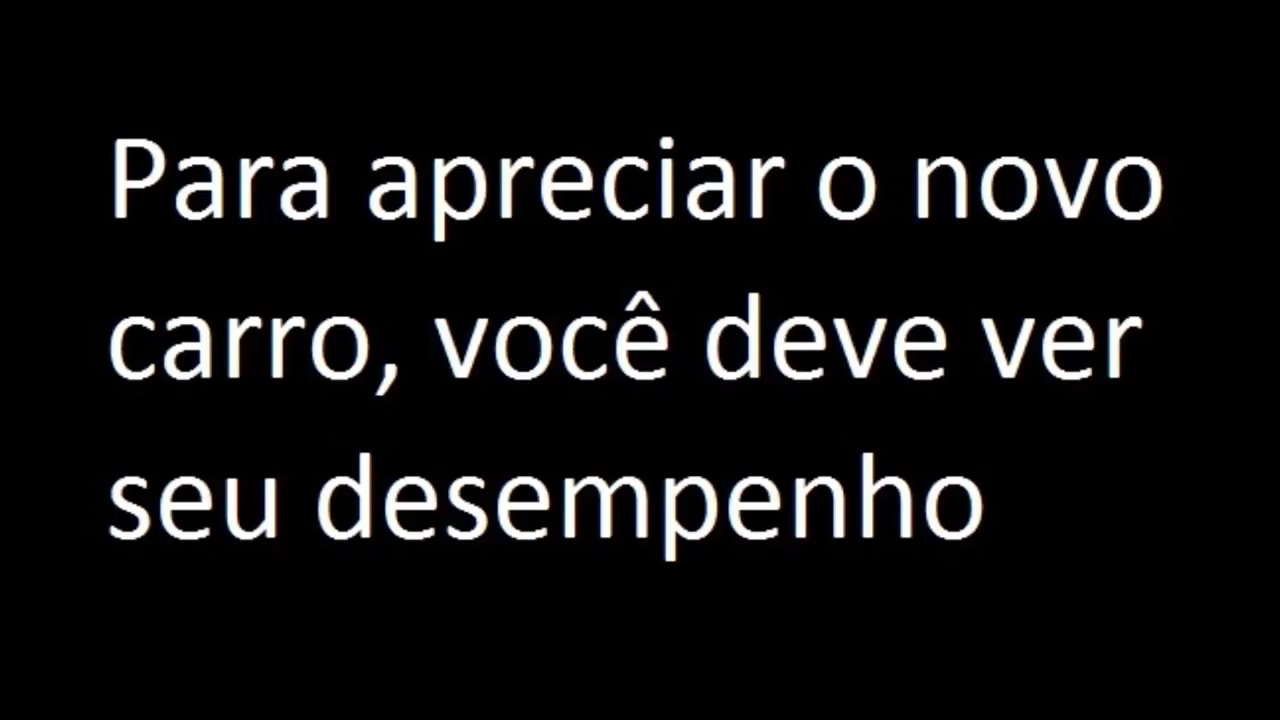 Para apreciar o novo
carro, você deve ver
seu desempenho